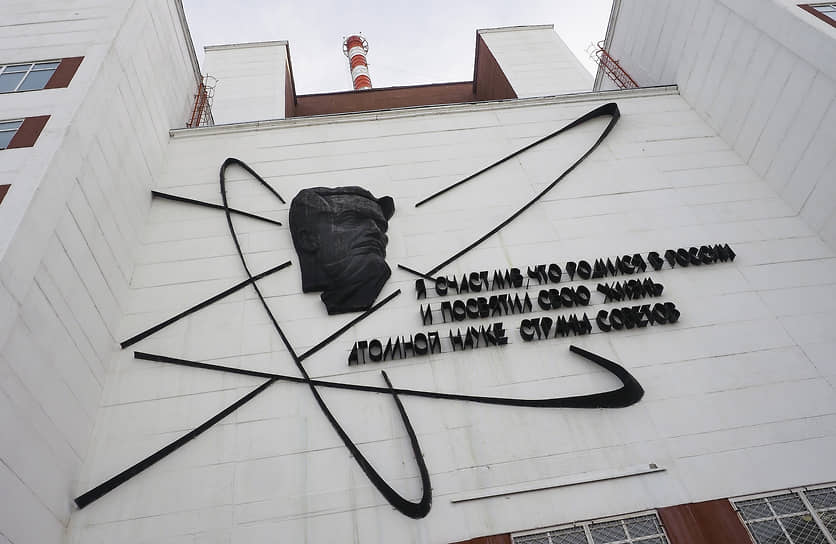 Я СЧАСТЛИВ, ЧТО РОДИЛСЯ В РОССИИ
И ПОСВЯТИЛ СВОЮ ЖИЗНЬ
АТОМНОЙ НАУКЕ СТРАНЫ СОВЕТОВ